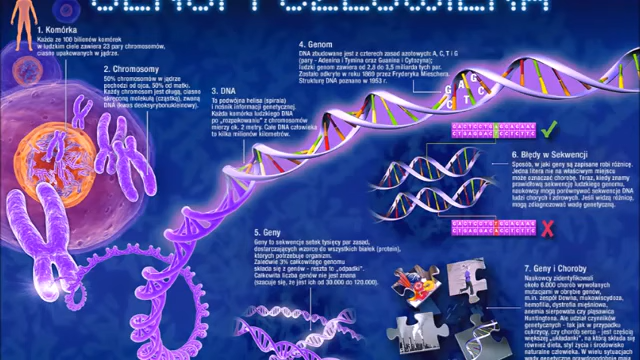 GENOM CZŁOWIEKA
1. Komórka
Każda ze 100 bilionów komórek
w ludzkim ciele zawiera 23 pary chromosomów,
ciasno upakowanych w jądrze.
2. Chromosomy
50% chromosomów w jądrze
pochodzi od ojca, 50% od matki.
Każdy chromosom jest długą, ciasno
skręconą molekułą (cząstką), zwaną
DNA (kwas deoksyrybonukleinowy).
3. DNA
To podwójna helisa (spirala)
i nośnik informacji genetycznej.
Każda komórka ludzkiego DNA
po „rozpakowaniu” z chromosomów
mierzy ok. 2 metry. Całe DNA człowieka
to kilka milionów kilometrów.
4. Genom
DNA zbudowane jest z czterech zasad azotowych: A, C, T i G
(pary - Adenina i Tymina oraz Guanina i Cytozyna);
ludzki genom zawiera od 2,8 do 3,5 miliarda tych par.
Zostało odkryte w roku 1869 przez Fryderyka Mieschera.
Strukturę DNA poznano w 1953 r.
G A G
C T C
5. Geny
Geny to sekwencje setek tysięcy par zasad,
dostarczających wzorce do wszystkich białek (protein),
których potrzebuje organizm.
Zaledwie 3% całkowitego genomu
składa się z genów - reszta to „odpadki”.
Całkowita liczba genów nie jest znana
(szacuje się, że jest ich od 30.000 do 120.000).
6. Błędy w Sekwencji
Sposób, w jaki geny są zapisane robi różnicę.
Jedna litera nie na właściwym miejscu
może oznaczać chorobę. Teraz, kiedy znamy
prawidłową sekwencję ludzkiego genomu,
naukowcy mogą porównywać sekwencje DNA
ludzi chorych i zdrowych. Jeśli widzą różnicę,
mogą zdiagnozować wadę genetyczną.
7. Geny i Choroby
Naukowcy zidentyfikowali
około 6.000 chorób wywołanych
mutacjami w obrębie genów,
m.in. zespół Downa, mukowiscydoza,
hemofilia, dystrofia mięśniowa,
anemia sierpowata czy pląsawica
Huntingtona. Ale udział czynników
genetycznych - tak jak w przypadku
cukrzycy, czy chorób serca - jest częścią
większej „układanki”, na którą składa się
również dieta, styl życia i środowisko
naturalne człowieka. W wielu sytuacjach